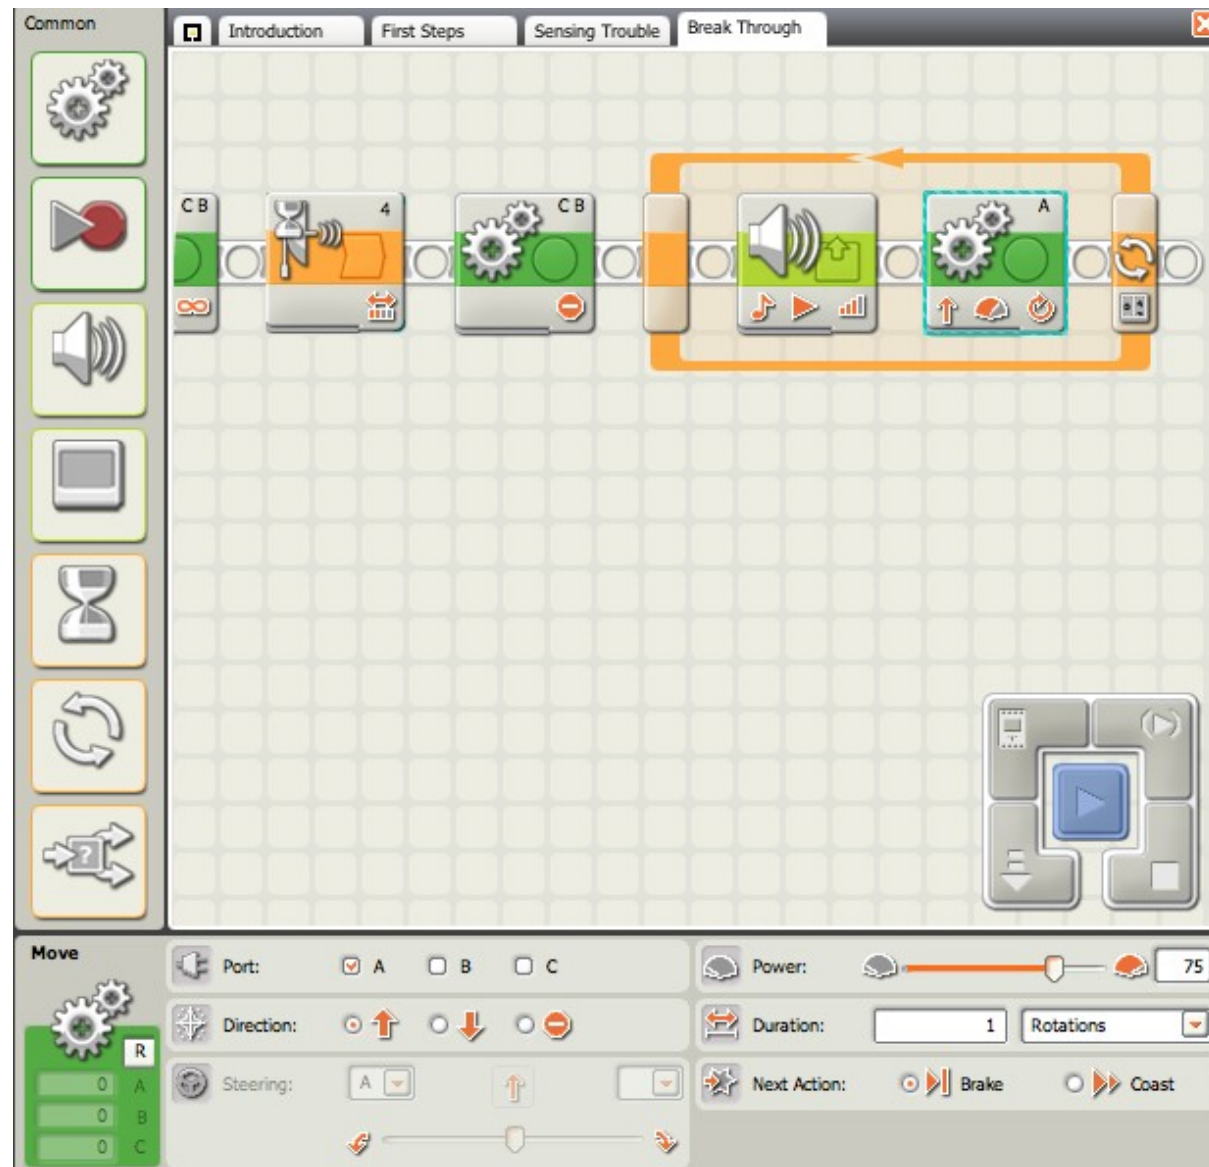 Common
Introduction
First Steps
Sensing Trouble
Break Through
C B
4
C B
A
?
Move
R
0 A
0 B
0 C
Port: A B C
Direction:
Steering: A
Power: 75
Duration: 1 Rotations
Next Action: Brake Coast